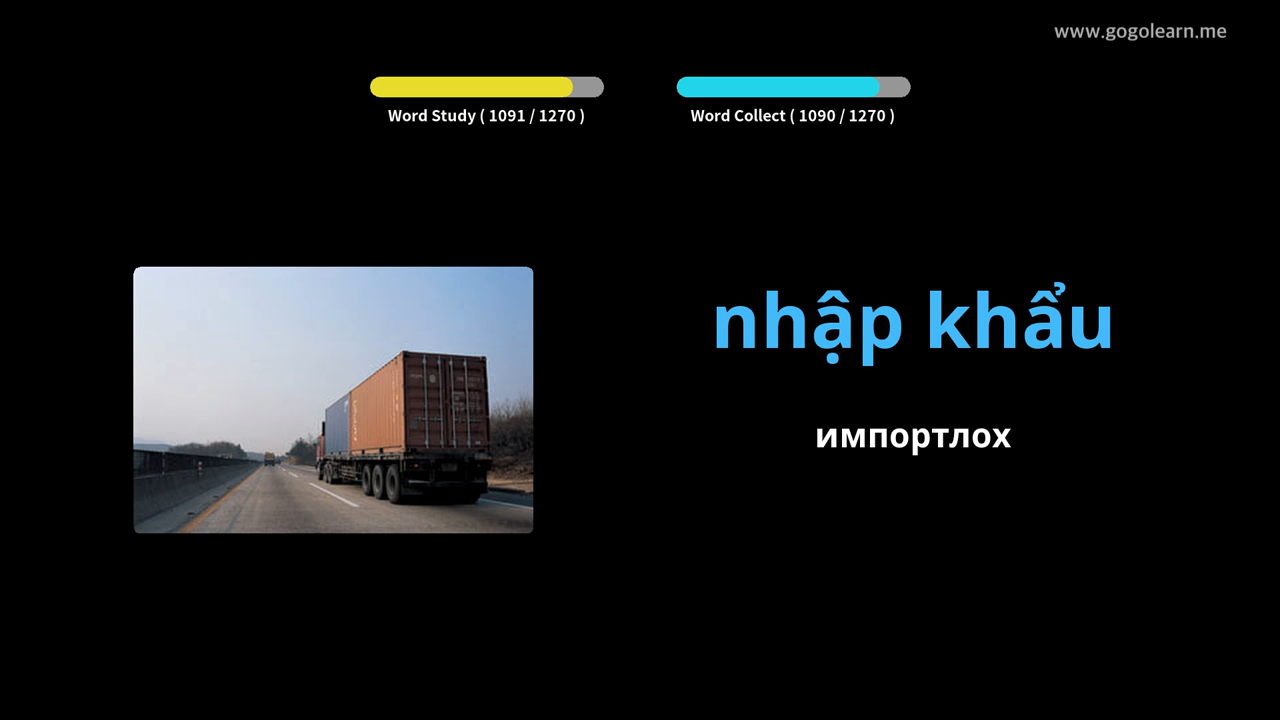 www.gogolearn.me
Word Study ( 1091 / 1270 )
Word Collect ( 1090 / 1270 )
nhập khẩu
импортлох